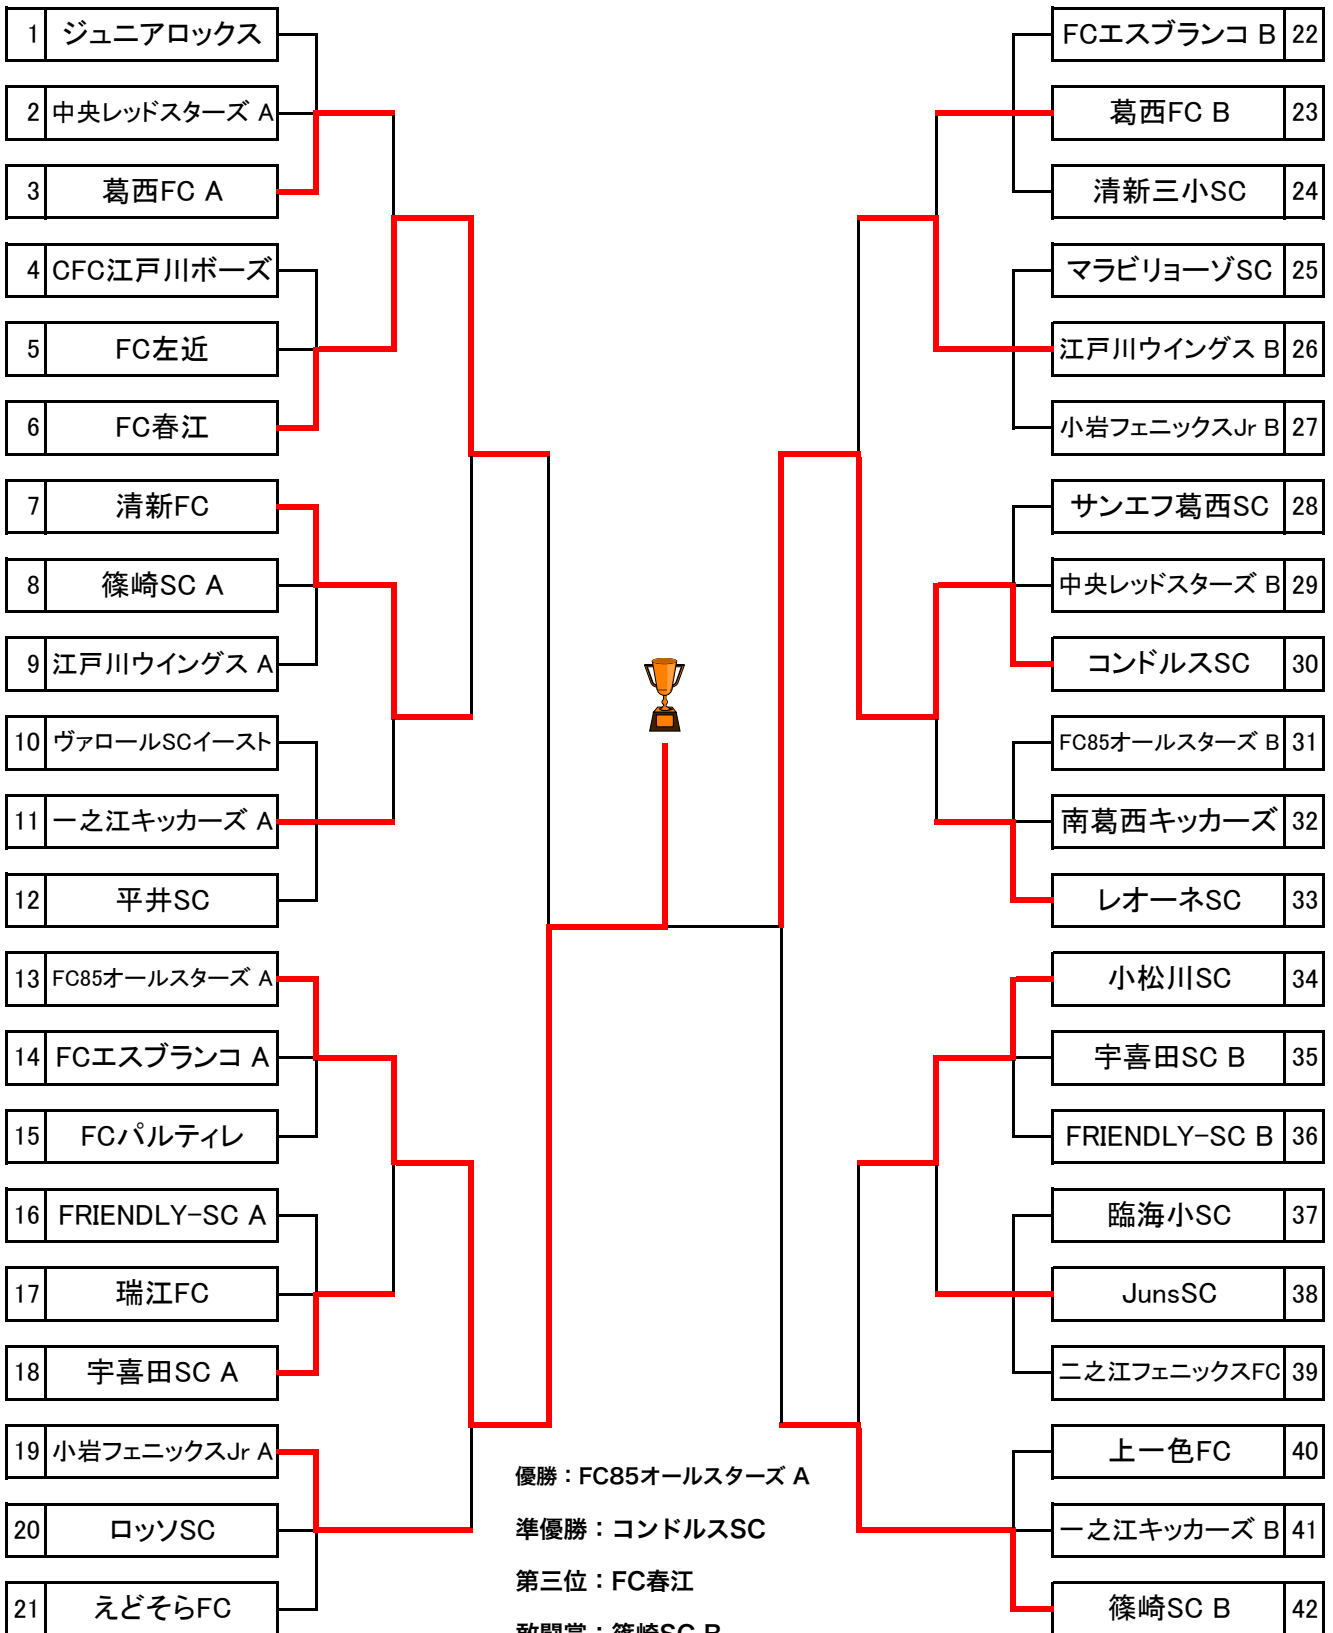 1 ジュニアロックス
2 中央レッドスターズ A
3 葛西FC A
4 CFC江戸川ボーズ
5 FC左近
6 FC春江
7 清新FC
8 篠崎SC A
9 江戸川ウイングス A
10 ヴァロールSCイースト
11 一之江キッカーズ A
12 平井SC
13 FC85オールスターズ A
14 FCエスブランコ A
15 FCパルティレ
16 FRIENDLY-SC A
17 瑞江FC
18 宇喜田SC A
19 小岩フェニックスJr A
20 ロッソSC
21 えどそらFC
FCエスブランコ B 22
葛西FC B 23
清新三小SC 24
マラビリョーゾSC 25
江戸川ウイングス B 26
小岩フェニックスJr B 27
サンエフ葛西SC 28
中央レッドスターズ B 29
コンドルスSC 30
FC85オールスターズ B 31
南葛西キッカーズ 32
レオーネSC 33
小松川SC 34
宇喜田SC B 35
FRIENDLY-SC B 36
臨海小SC 37
JunsSC 38
二之江フェニックスFC 39
上一色FC 40
一之江キッカーズ B 41
篠崎SC B 42
優勝：FC85オールスターズ A
準優勝：コンドルスSC
第三位：FC春江
敢闘賞：篠崎SC B